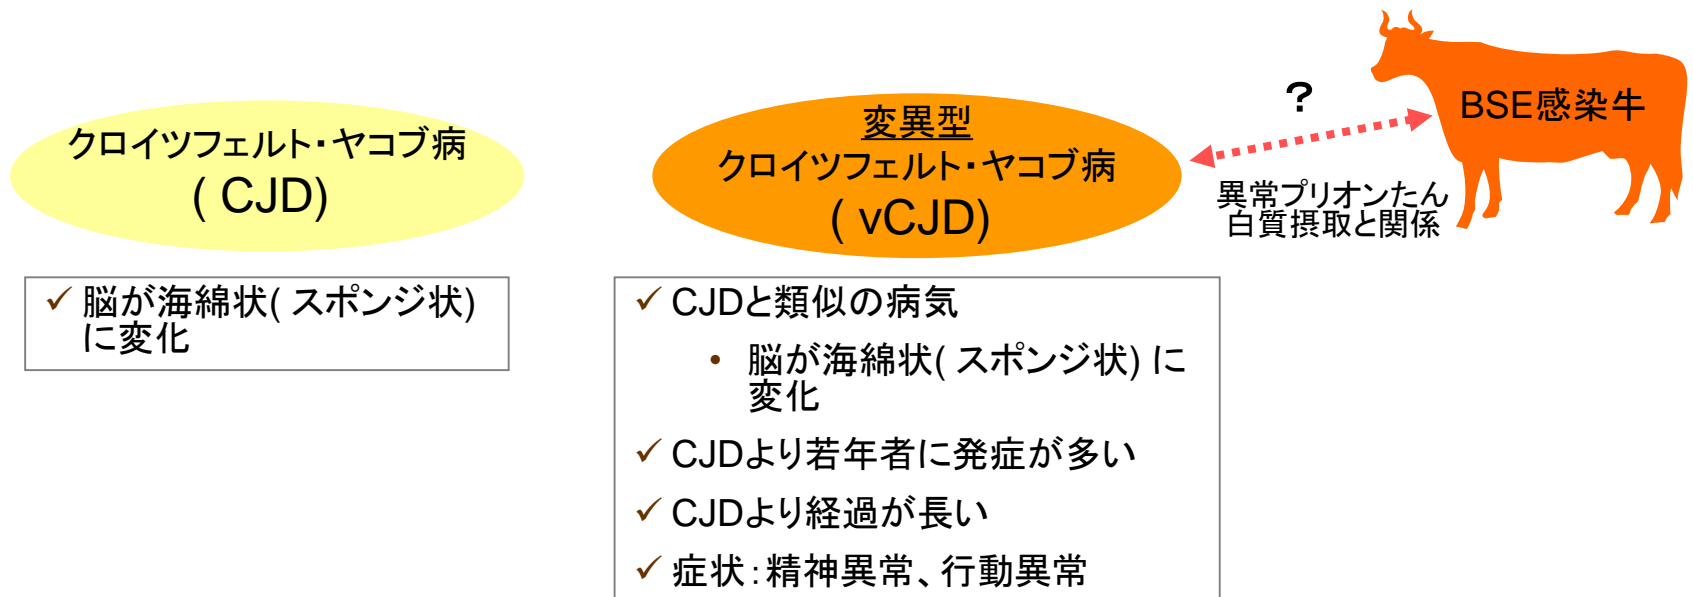 クロイツフェルト・ヤコブ病
( CJD)
✓ 脳が海綿状( スポンジ状)
に変化
変異型
クロイツフェルト・ヤコブ病
( vCJD)
✓ CJDと類似の病気
• 脳が海綿状( スポンジ状) に
変化
✓ CJDより若年者に発症が多い
✓ CJDより経過が長い
✓ 症状：精神異常、行動異常
？
異常プリオンたん
白質摂取と関係
BSE感染牛